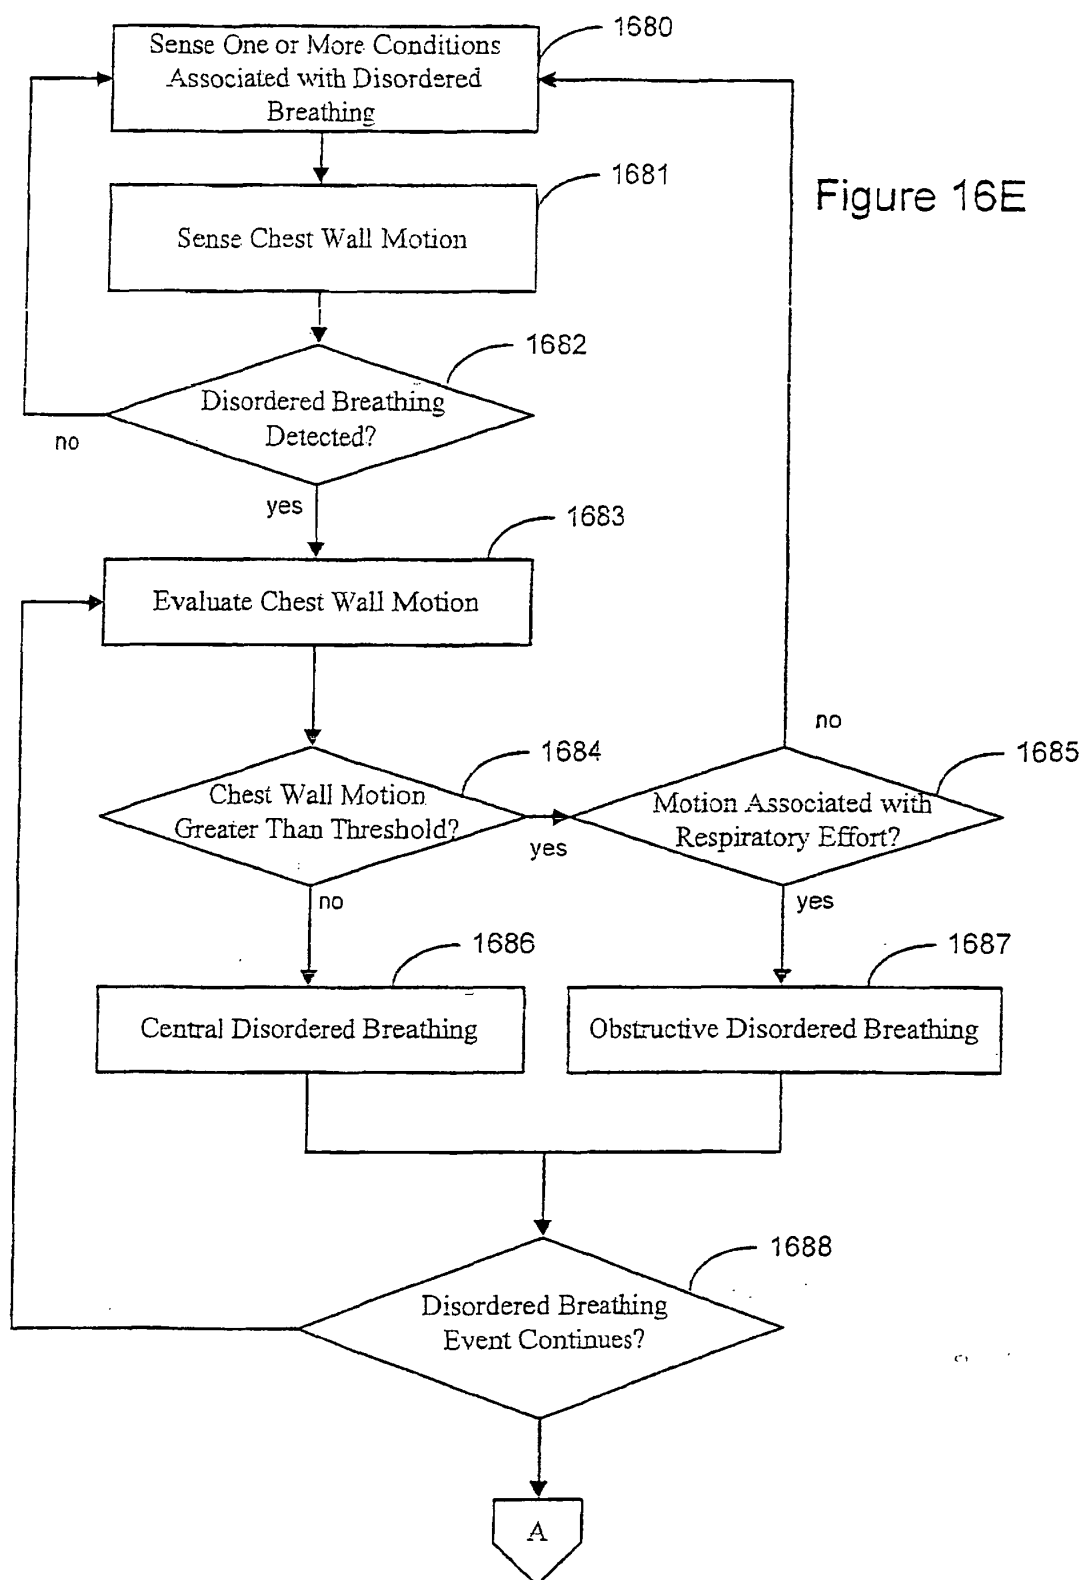 1680
Sense One or More Conditions
Associated with Disordered
Breathing
1681
Figure 16E
Sense Chest Wall Motion
1682
Disordered Breathing
Detected?
no
yes
1683
Evaluate Chest Wall Motion
no
1684
1685
Chest Wall Motion
Greater Than Threshold?
yes
Motion Associated with
Respiratory Effort?
no
yes
1686
1687
Central Disordered Breathing
Obstructive Disordered Breathing
1688
Disordered Breathing
Event Continues?
A